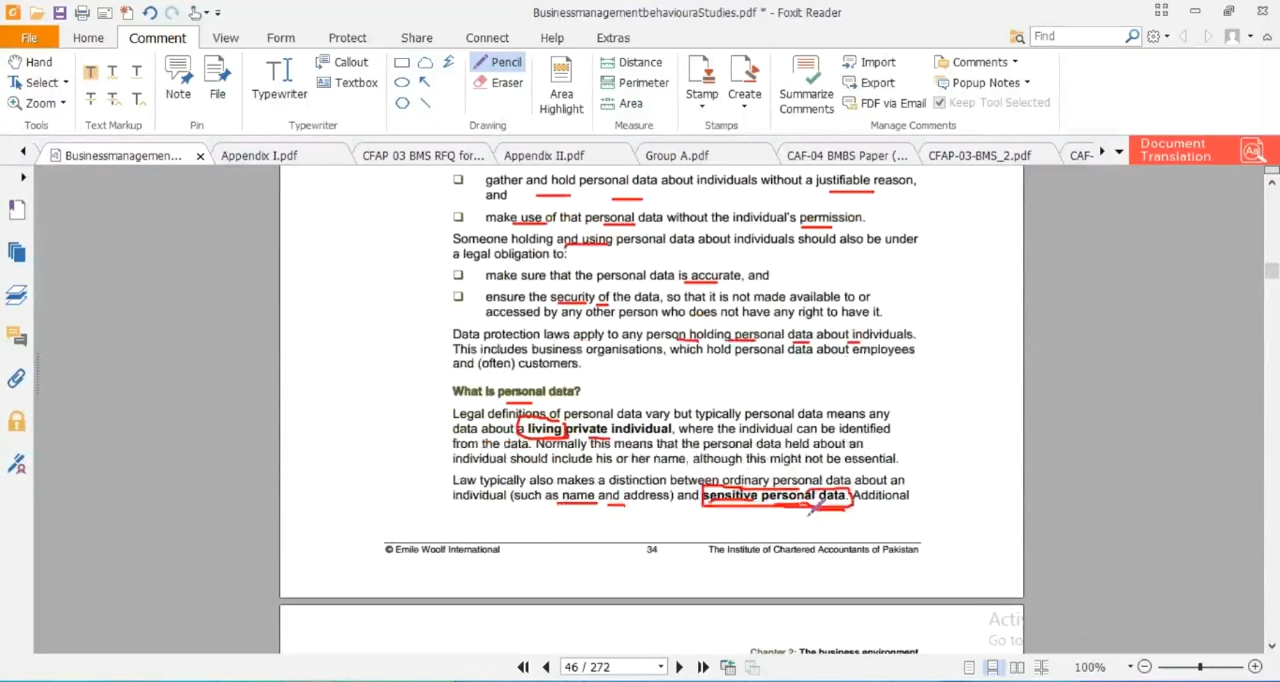 BusinessmanagementbehaviouraStudies.pdf * - Foxit Reader
File Home Comment View Form Protect Share Connect Help Extras
Find
Hand
Select
Zoom
Tools
T T T
T T T
Text Markup
Note
File
Pin
Typewriter
Callout
Textbox
Typewriter
Pencil
Eraser
Drawing
Area
Highlight
Distance
Perimeter
Area
Measure
Stamp
Create
Stamps
Summarize
Comments
Import
Export
FDF via Email
Comments
Popup Notes
Keep Tool Selected
Manage Comments
Businessmanagemen... Appendix I.pdf CFAP 03 BMS RFQ for... Appendix II.pdf Group A.pdf CAF-04 BMBS Paper (... CFAP-03-BMS_2.pdf CAF-
Document
Translation
gather and hold personal data about individuals without a justifiable reason,
and
make use of that personal data without the individual's permission.
Someone holding and using personal data about individuals should also be under
a legal obligation to:
make sure that the personal data is accurate, and
ensure the security of the data, so that it is not made available to or
accessed by any other person who does not have any right to have it.
Data protection laws apply to any person holding personal data about individuals.
This includes business organisations, which hold personal data about employees
and (often) customers.
What is personal data?
Legal definitions of personal data vary but typically personal data means any
data about a living private individual, where the individual can be identified
from the data. Normally this means that the personal data held about an
individual should include his or her name, although this might not be essential.
Law typically also makes a distinction between ordinary personal data about an
individual (such as name and address) and sensitive personal data. Additional
© Emile Woolf International 34 The Institute of Chartered Accountants of Pakistan
Chapter 2: The business environment
Activ
Go to
46 / 272
100%